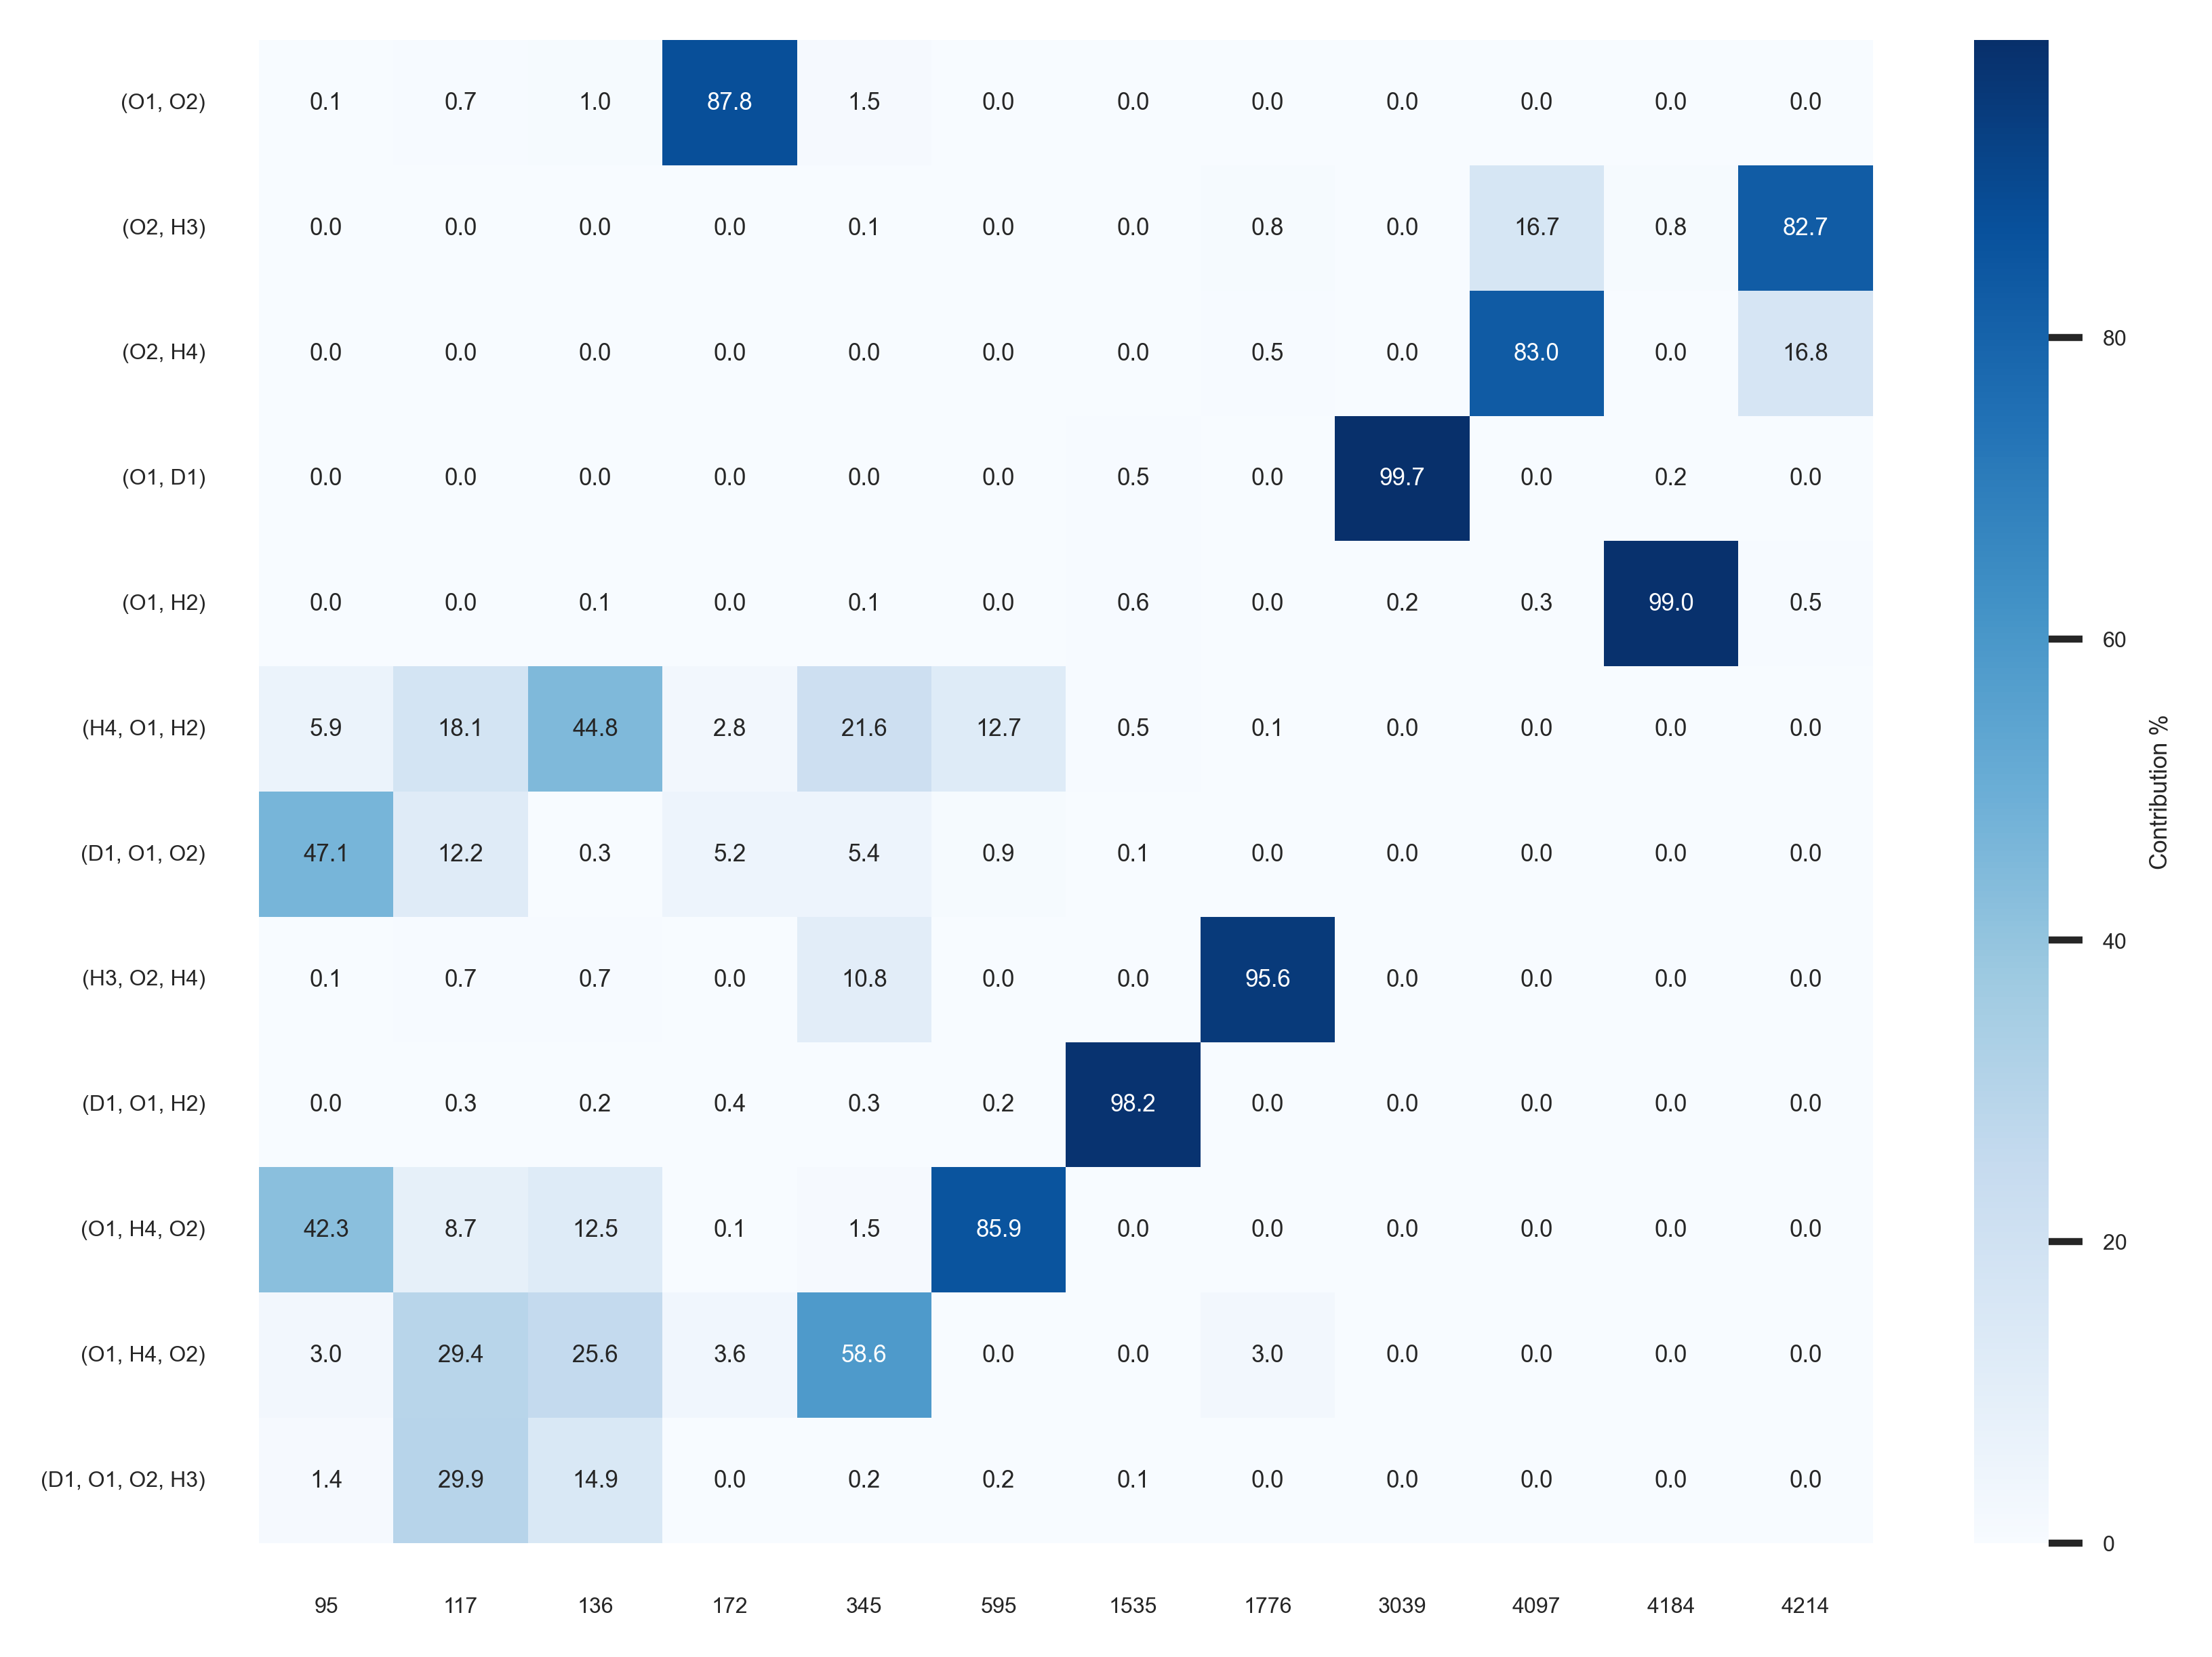 (O1, O2) 0.1 0.7 1.0 87.8 1.5 0.0 0.0 0.0 0.0 0.0 0.0 0.0
(O2, H3) 0.0 0.0 0.0 0.0 0.1 0.0 0.0 0.8 0.0 16.7 0.8 82.7
(O2, H4) 0.0 0.0 0.0 0.0 0.0 0.0 0.0 0.5 0.0 83.0 0.0 16.8
80
(O1, D1) 0.0 0.0 0.0 0.0 0.0 0.0 0.5 0.0 99.7 0.0 0.2 0.0
(O1, H2) 0.0 0.0 0.1 0.0 0.1 0.0 0.6 0.0 0.2 0.3 99.0 0.5
60
(H4, O1, H2) 5.9 18.1 44.8 2.8 21.6 12.7 0.5 0.1 0.0 0.0 0.0 0.0
Contribution %
(D1, O1, O2) 47.1 12.2 0.3 5.2 5.4 0.9 0.1 0.0 0.0 0.0 0.0 0.0
40
(H3, O2, H4) 0.1 0.7 0.7 0.0 10.8 0.0 0.0 95.6 0.0 0.0 0.0 0.0
(D1, O1, H2) 0.0 0.3 0.2 0.4 0.3 0.2 98.2 0.0 0.0 0.0 0.0 0.0
(O1, H4, O2) 42.3 8.7 12.5 0.1 1.5 85.9 0.0 0.0 0.0 0.0 0.0 0.0
20
(O1, H4, O2) 3.0 29.4 25.6 3.6 58.6 0.0 0.0 3.0 0.0 0.0 0.0 0.0
(D1, O1, O2, H3) 1.4 29.9 14.9 0.0 0.2 0.2 0.1 0.0 0.0 0.0 0.0 0.0
0
95 117 136 172 345 595 1535 1776 3039 4097 4184 4214